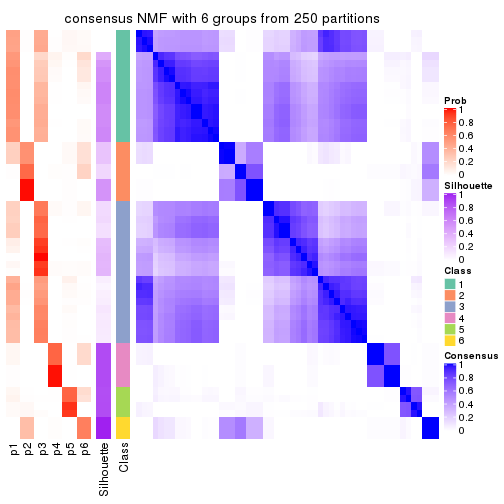 consensus NMF with 6 groups from 250 partitions
Prob
1
0.8
0.6
0.4
0.2
0
Silhouette
1
0.8
0.6
0.4
0.2
0
Class
1
2
3
4
5
6
Consensus
1
0.8
0.6
0.4
0.2
0
p1
p2
p3
p4
p5
p6
Silhouette
Class